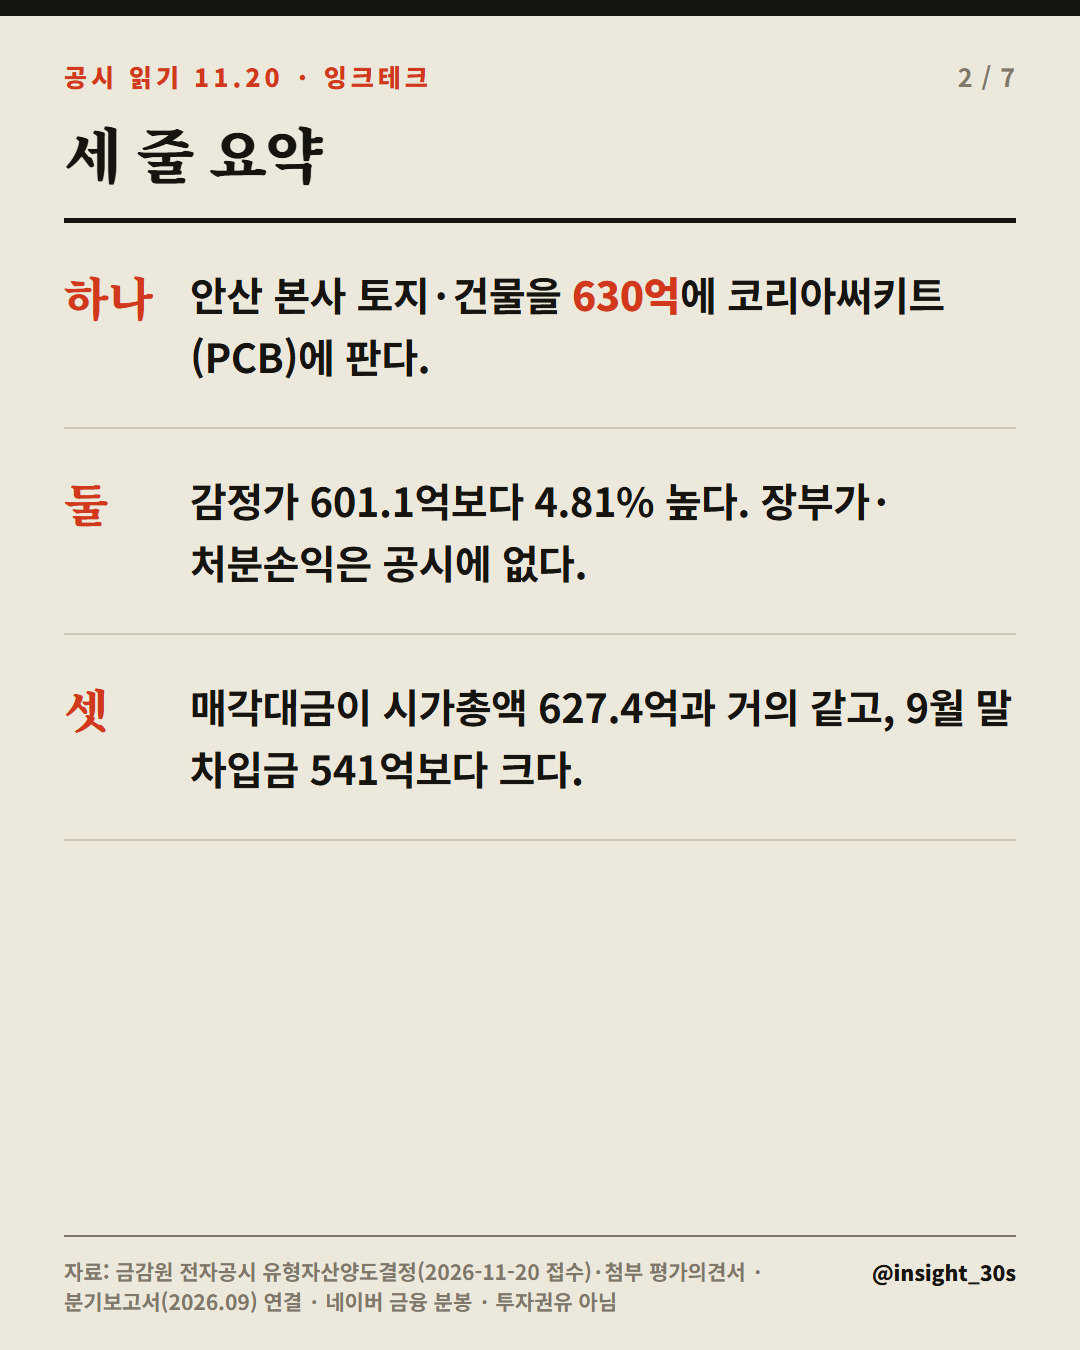 공시 읽기 11.20 · 잉크테크
2 / 7
세 줄 요약
하나
안산 본사 토지·건물을 630억에 코리아써키트
(PCB)에 판다.
둘
감정가 601.1억보다 4.81% 높다. 장부가·
처분손익은 공시에 없다.
셋
매각대금이 시가총액 627.4억과 거의 같고, 9월 말
차입금 541억보다 크다.
자료: 금감원 전자공시 유형자산양도결정(2026-11-20 접수)·첨부 평가의견서 ·
분기보고서(2026.09) 연결 · 네이버 금융 분봉 · 투자권유 아님
@insight_30s